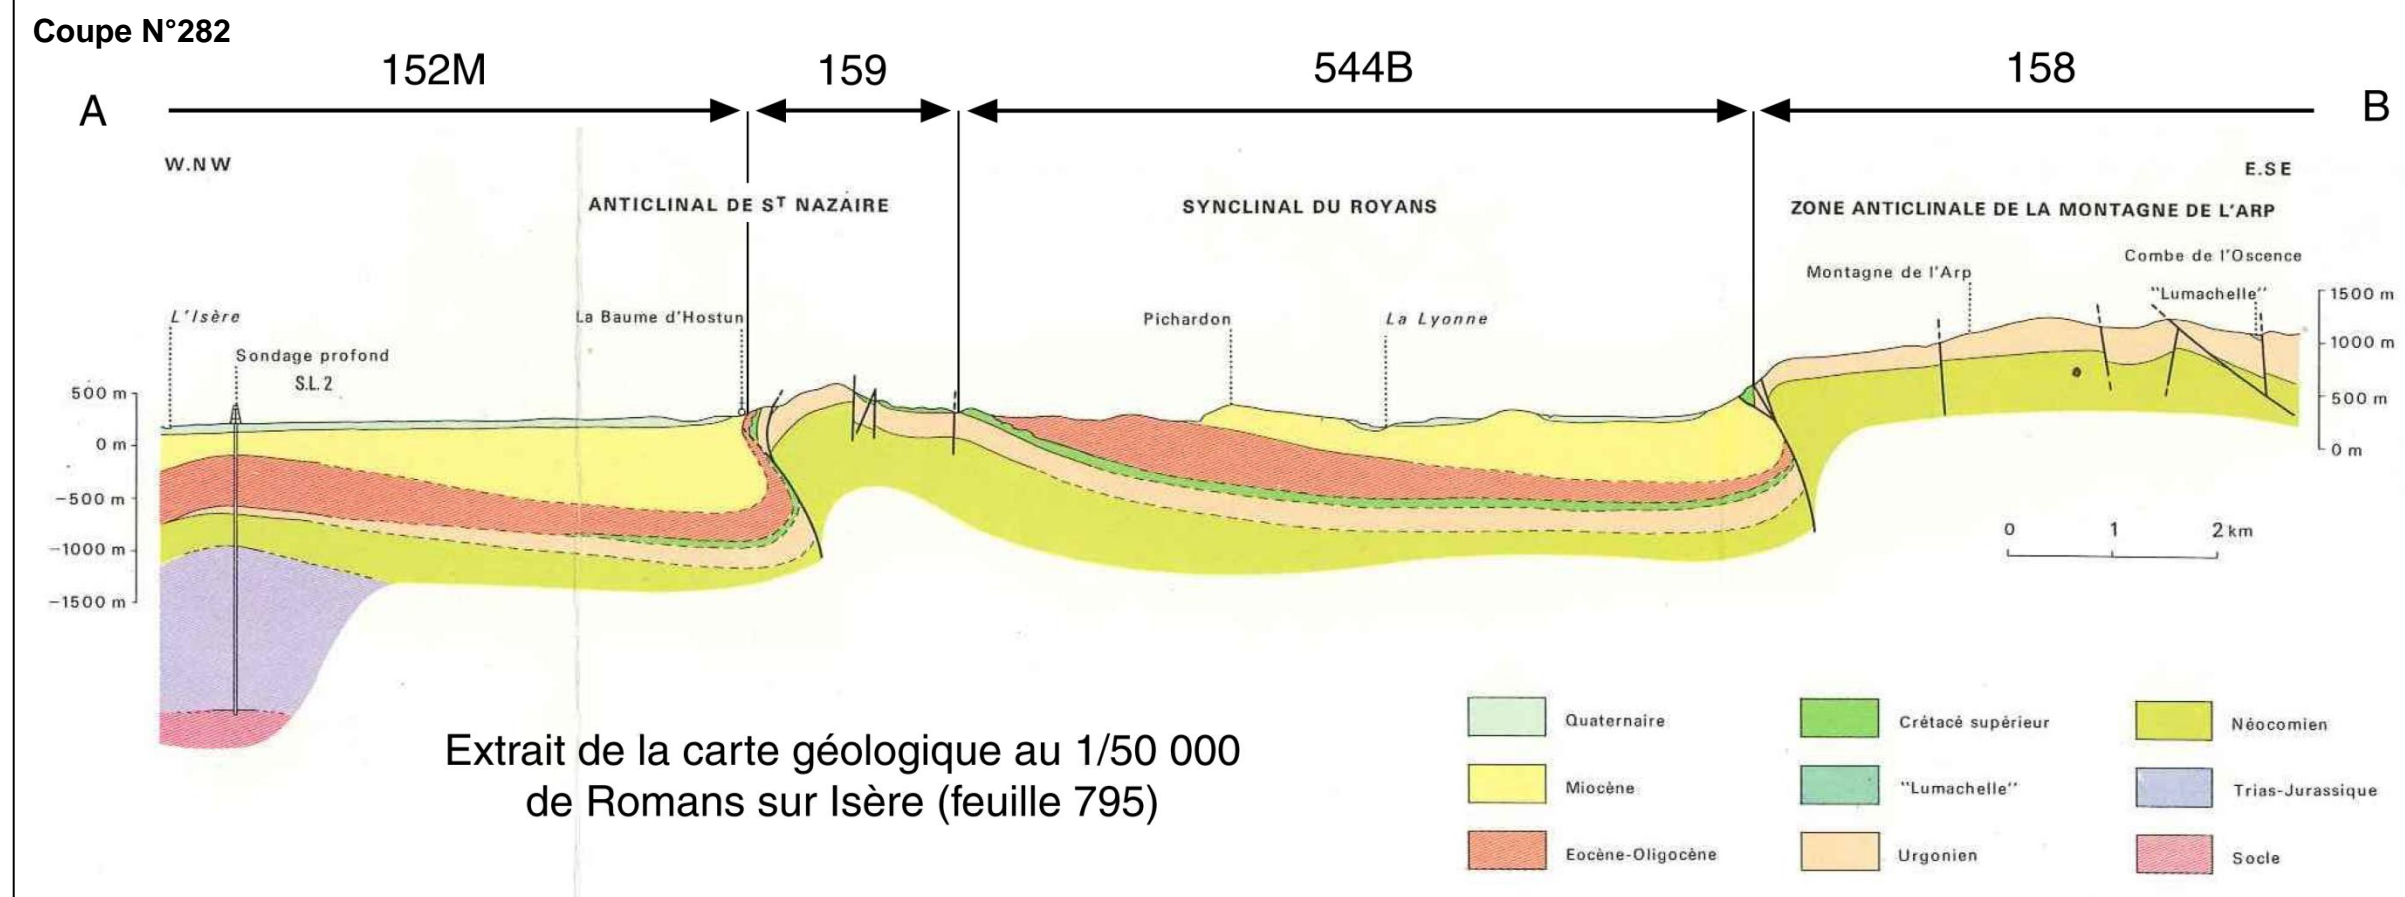 Coupe N°282
152M
159
544B
158
A
B
W.NW
E.SE
ANTICLINAL DE Sᵀ NAZAIRE
SYNCLINAL DU ROYANS
ZONE ANTICLINALE DE LA MONTAGNE DE L'ARP
Combe de l'Oscence
Montagne de l'Arp
"Lumachelle"
L'Isère
La Baume d'Hostun
Pichardon
La Lyonne
Sondage profond
S.L.2
1500 m
1000 m
500 m
0 m
500 m
0 m
−500 m
−1000 m
−1500 m
0 1 2 km
Extrait de la carte géologique au 1/50 000
de Romans sur Isère (feuille 795)
Quaternaire
Miocène
Eocène-Oligocène
Crétacé supérieur
"Lumachelle"
Urgonien
Néocomien
Trias-Jurassique
Socle